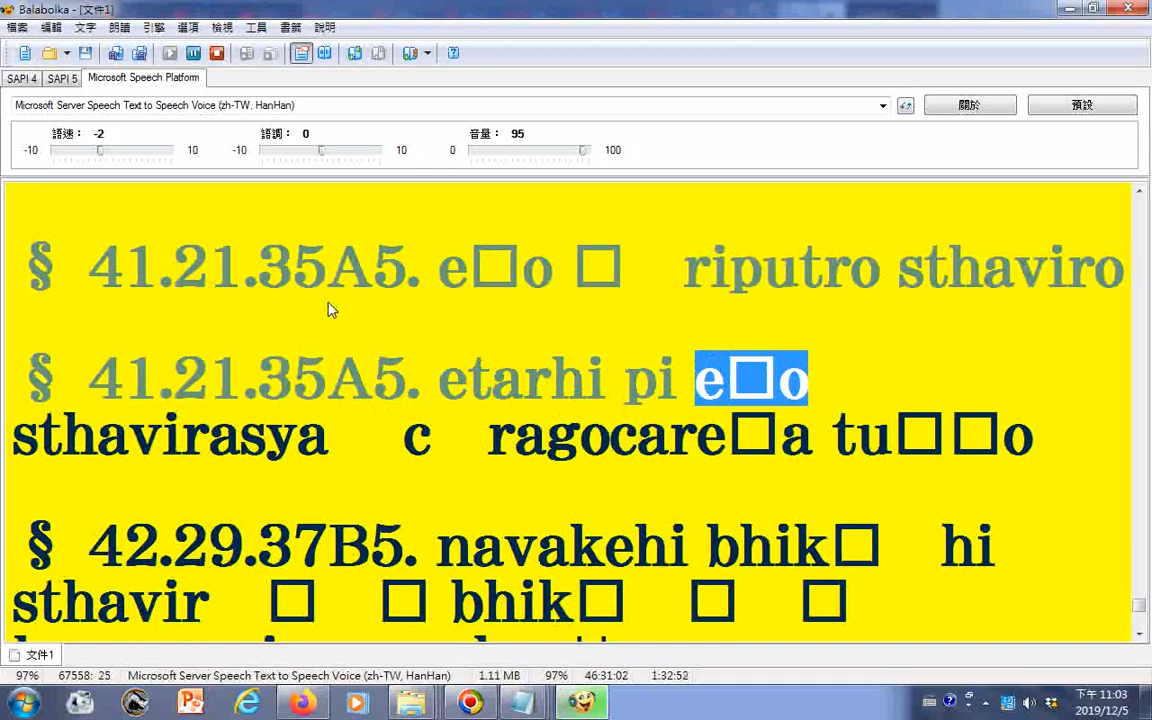 Balabolka - [文件1]
檔案 編輯 文字 朗讀 引擎 選項 檢視 工具 書籤 說明
SAPI 4 SAPI 5 Microsoft Speech Platform
Microsoft Server Speech Text to Speech Voice (zh-TW, HanHan) 關於 預設
語速： -2 語調： 0 音量： 95
-10 10 -10 10 0 100
§ 41.21.35A5. e□o □ riputro sthaviro
§ 41.21.35A5. etarhi pi e□o
sthavirasya c ragocare□a tu□□o
§ 42.29.37B5. navakehi bhik□ hi
sthavir □ □ bhik□ □ □
文件1
97% 67558: 25 Microsoft Server Speech Text to Speech Voice (zh-TW, HanHan) 1.11 MB 97% 46:31:02 1:32:52
下午 11:03
2019/12/5